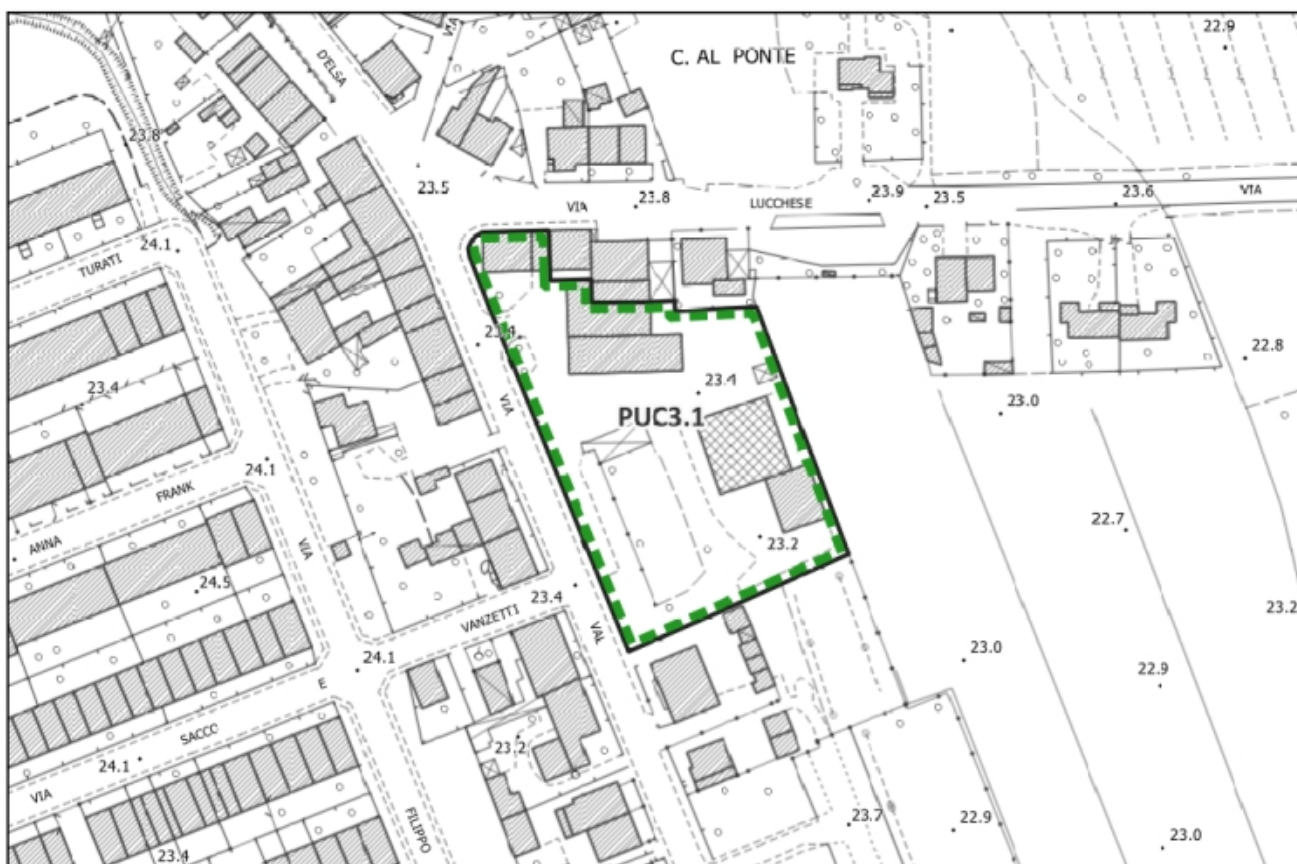 22.9
D'ELSA
VIA
C. AL PONTE
23.8
23.5
VIA
23.8
LUCCHESE
23.9
23.5
23.6
VIA
24.1
TURATI
22.8
23.4
23.4
VIA
PUC3.1
23.0
24.1
FRANK
ANNA
VIA
22.7
23.2
24.5
23.4
VANZETTI
VAL
23.2
23.0
24.1
22.9
E
SACCO
23.2
24.1
VIA
FILIPPO
23.7
22.9
23.4
23.0